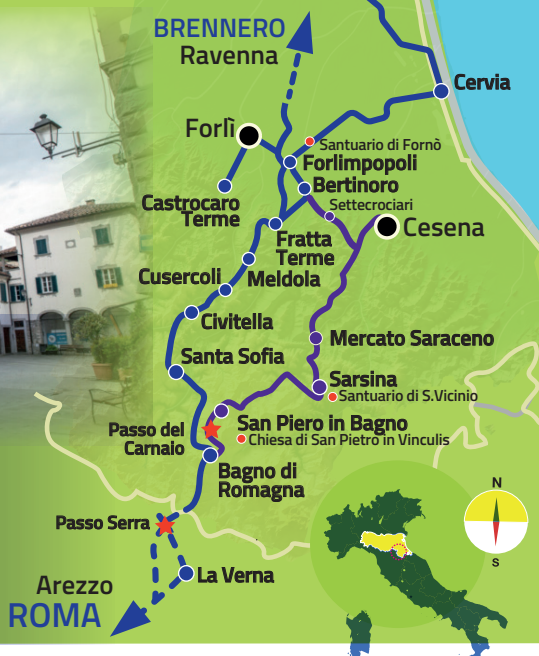 BRENNERO
Ravenna
Cervia
Forlì
Santuario di Fornò
Forlimpopoli
Bertinoro
Castrocaro
Terme
Settecrociari
Cesena
Fratta
Terme
Cusercoli
Meldola
Civitella
Mercato Saraceno
Santa Sofia
Sarsina
Santuario di S.Vicinio
San Piero in Bagno
Passo del
Carnaio
Chiesa di San Pietro in Vinculis
Bagno di
Romagna
N
Passo Serra
S
La Verna
Arezzo
ROMA